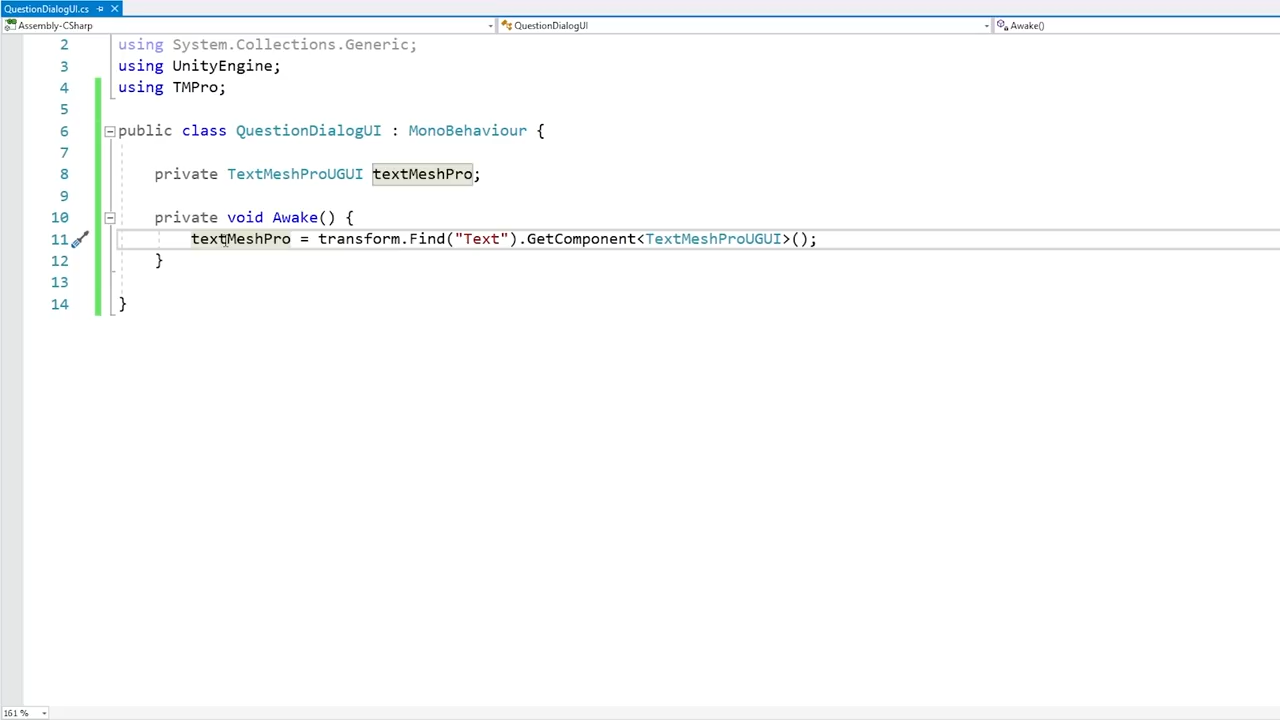 QuestionDialogUI.cs
Assembly-CSharp QuestionDialogUI Awake()
2 using System.Collections.Generic;
3 using UnityEngine;
4 using TMPro;
5
6 public class QuestionDialogUI : MonoBehaviour {
7
8 private TextMeshProUGUI textMeshPro;
9
10 private void Awake() {
11 textMeshPro = transform.Find("Text").GetComponent<TextMeshProUGUI>();
12 }
13
14 }
161 %